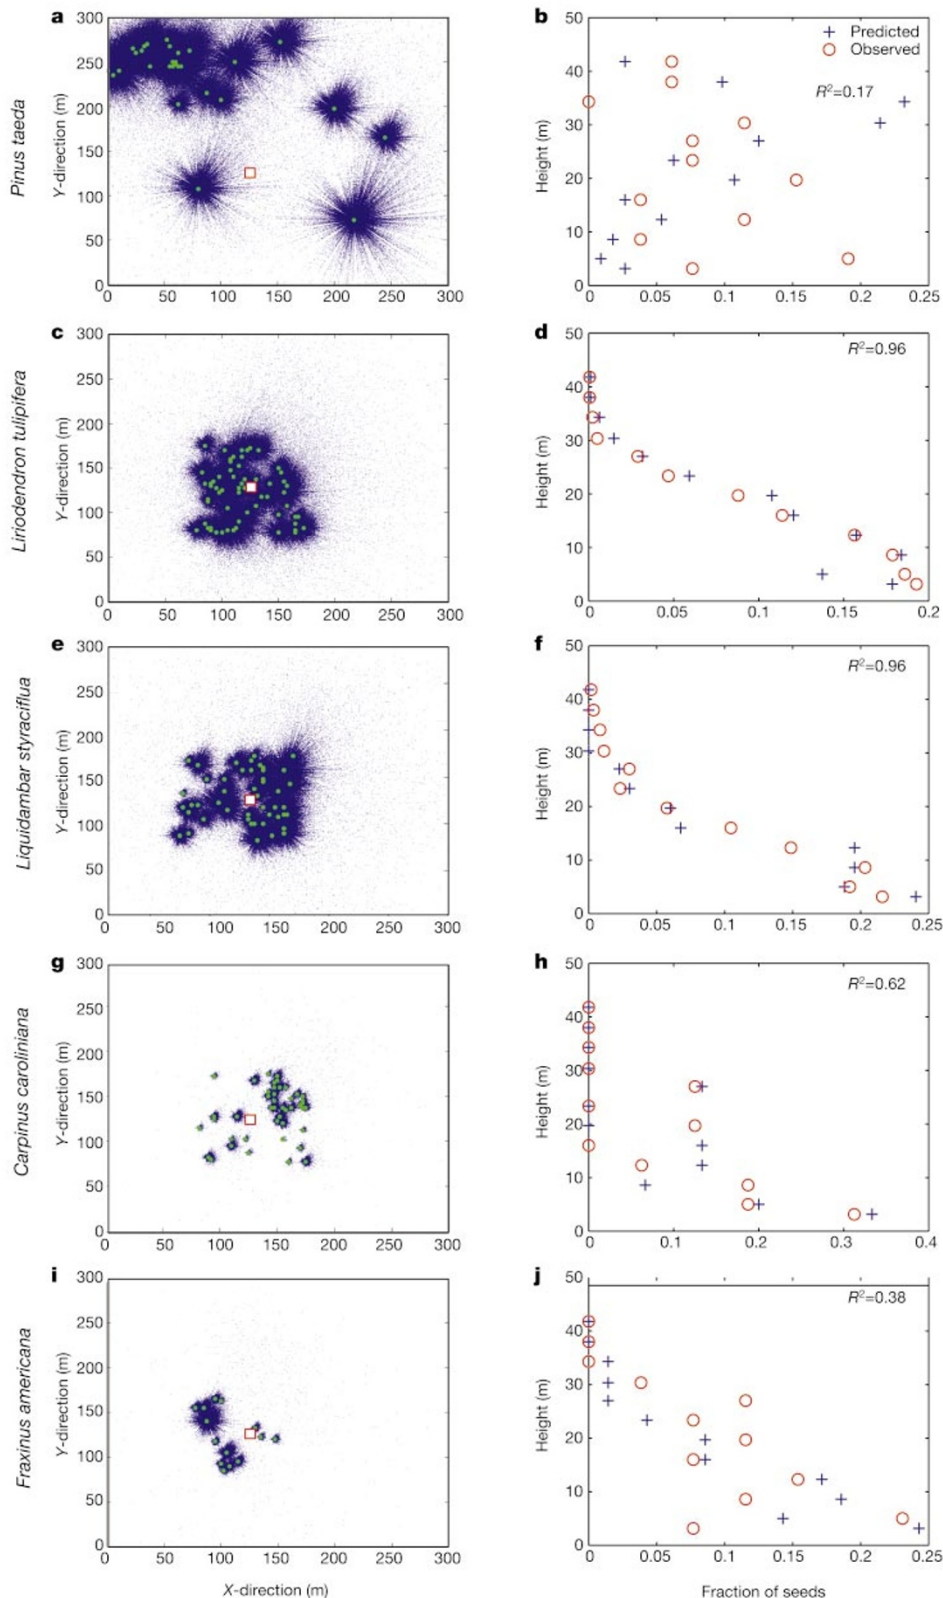 a
b
Pinus taeda
Y-direction (m)
300
250
200
150
100
50
0
0 50 100 150 200 250 300
Height (m)
50
40
30
20
10
0
0 0.05 0.1 0.15 0.2 0.25
Predicted
Observed
R²=0.17
c
d
Liriodendron tulipifera
Y-direction (m)
300
250
200
150
100
50
0
0 50 100 150 200 250 300
Height (m)
50
40
30
20
10
0
0 0.05 0.1 0.15 0.2
R²=0.96
e
f
Liquidambar styraciflua
Y-direction (m)
300
250
200
150
100
50
0
0 50 100 150 200 250 300
Height (m)
50
40
30
20
10
0
0 0.05 0.1 0.15 0.2 0.25
R²=0.96
g
h
Carpinus caroliniana
Y-direction (m)
300
250
200
150
100
50
0
0 50 100 150 200 250 300
Height (m)
50
40
30
20
10
0
0 0.1 0.2 0.3 0.4
R²=0.62
i
j
Fraxinus americana
Y-direction (m)
300
250
200
150
100
50
0
0 50 100 150 200 250 300
X-direction (m)
Height (m)
50
40
30
20
10
0
0 0.05 0.1 0.15 0.2 0.25
R²=0.38
Fraction of seeds